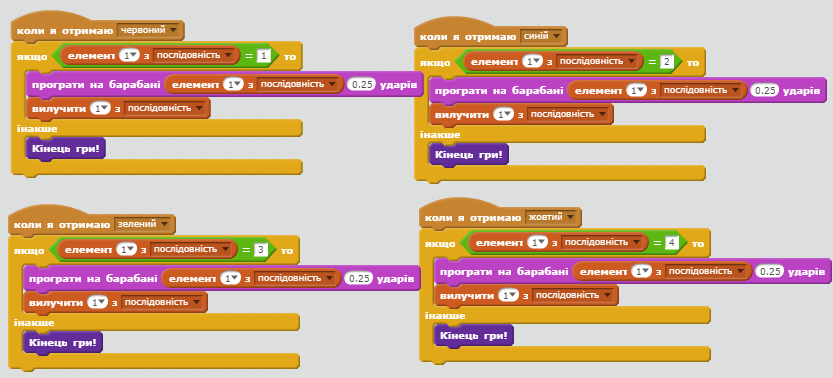 коли я отримаю червоний
якщо елемент 1 з послідовність = 1 то
програти на барабані елемент 1 з послідовність 0.25 ударів
вилучити 1 з послідовність
інакше
Кінець гри!
коли я отримаю синій
якщо елемент 1 з послідовність = 2 то
програти на барабані елемент 1 з послідовність 0.25 ударів
вилучити 1 з послідовність
інакше
Кінець гри!
коли я отримаю зелений
якщо елемент 1 з послідовність = 3 то
програти на барабані елемент 1 з послідовність 0.25 ударів
вилучити 1 з послідовність
інакше
Кінець гри!
коли я отримаю жовтий
якщо елемент 1 з послідовність = 4 то
програти на барабані елемент 1 з послідовність 0.25 ударів
вилучити 1 з послідовність
інакше
Кінець гри!